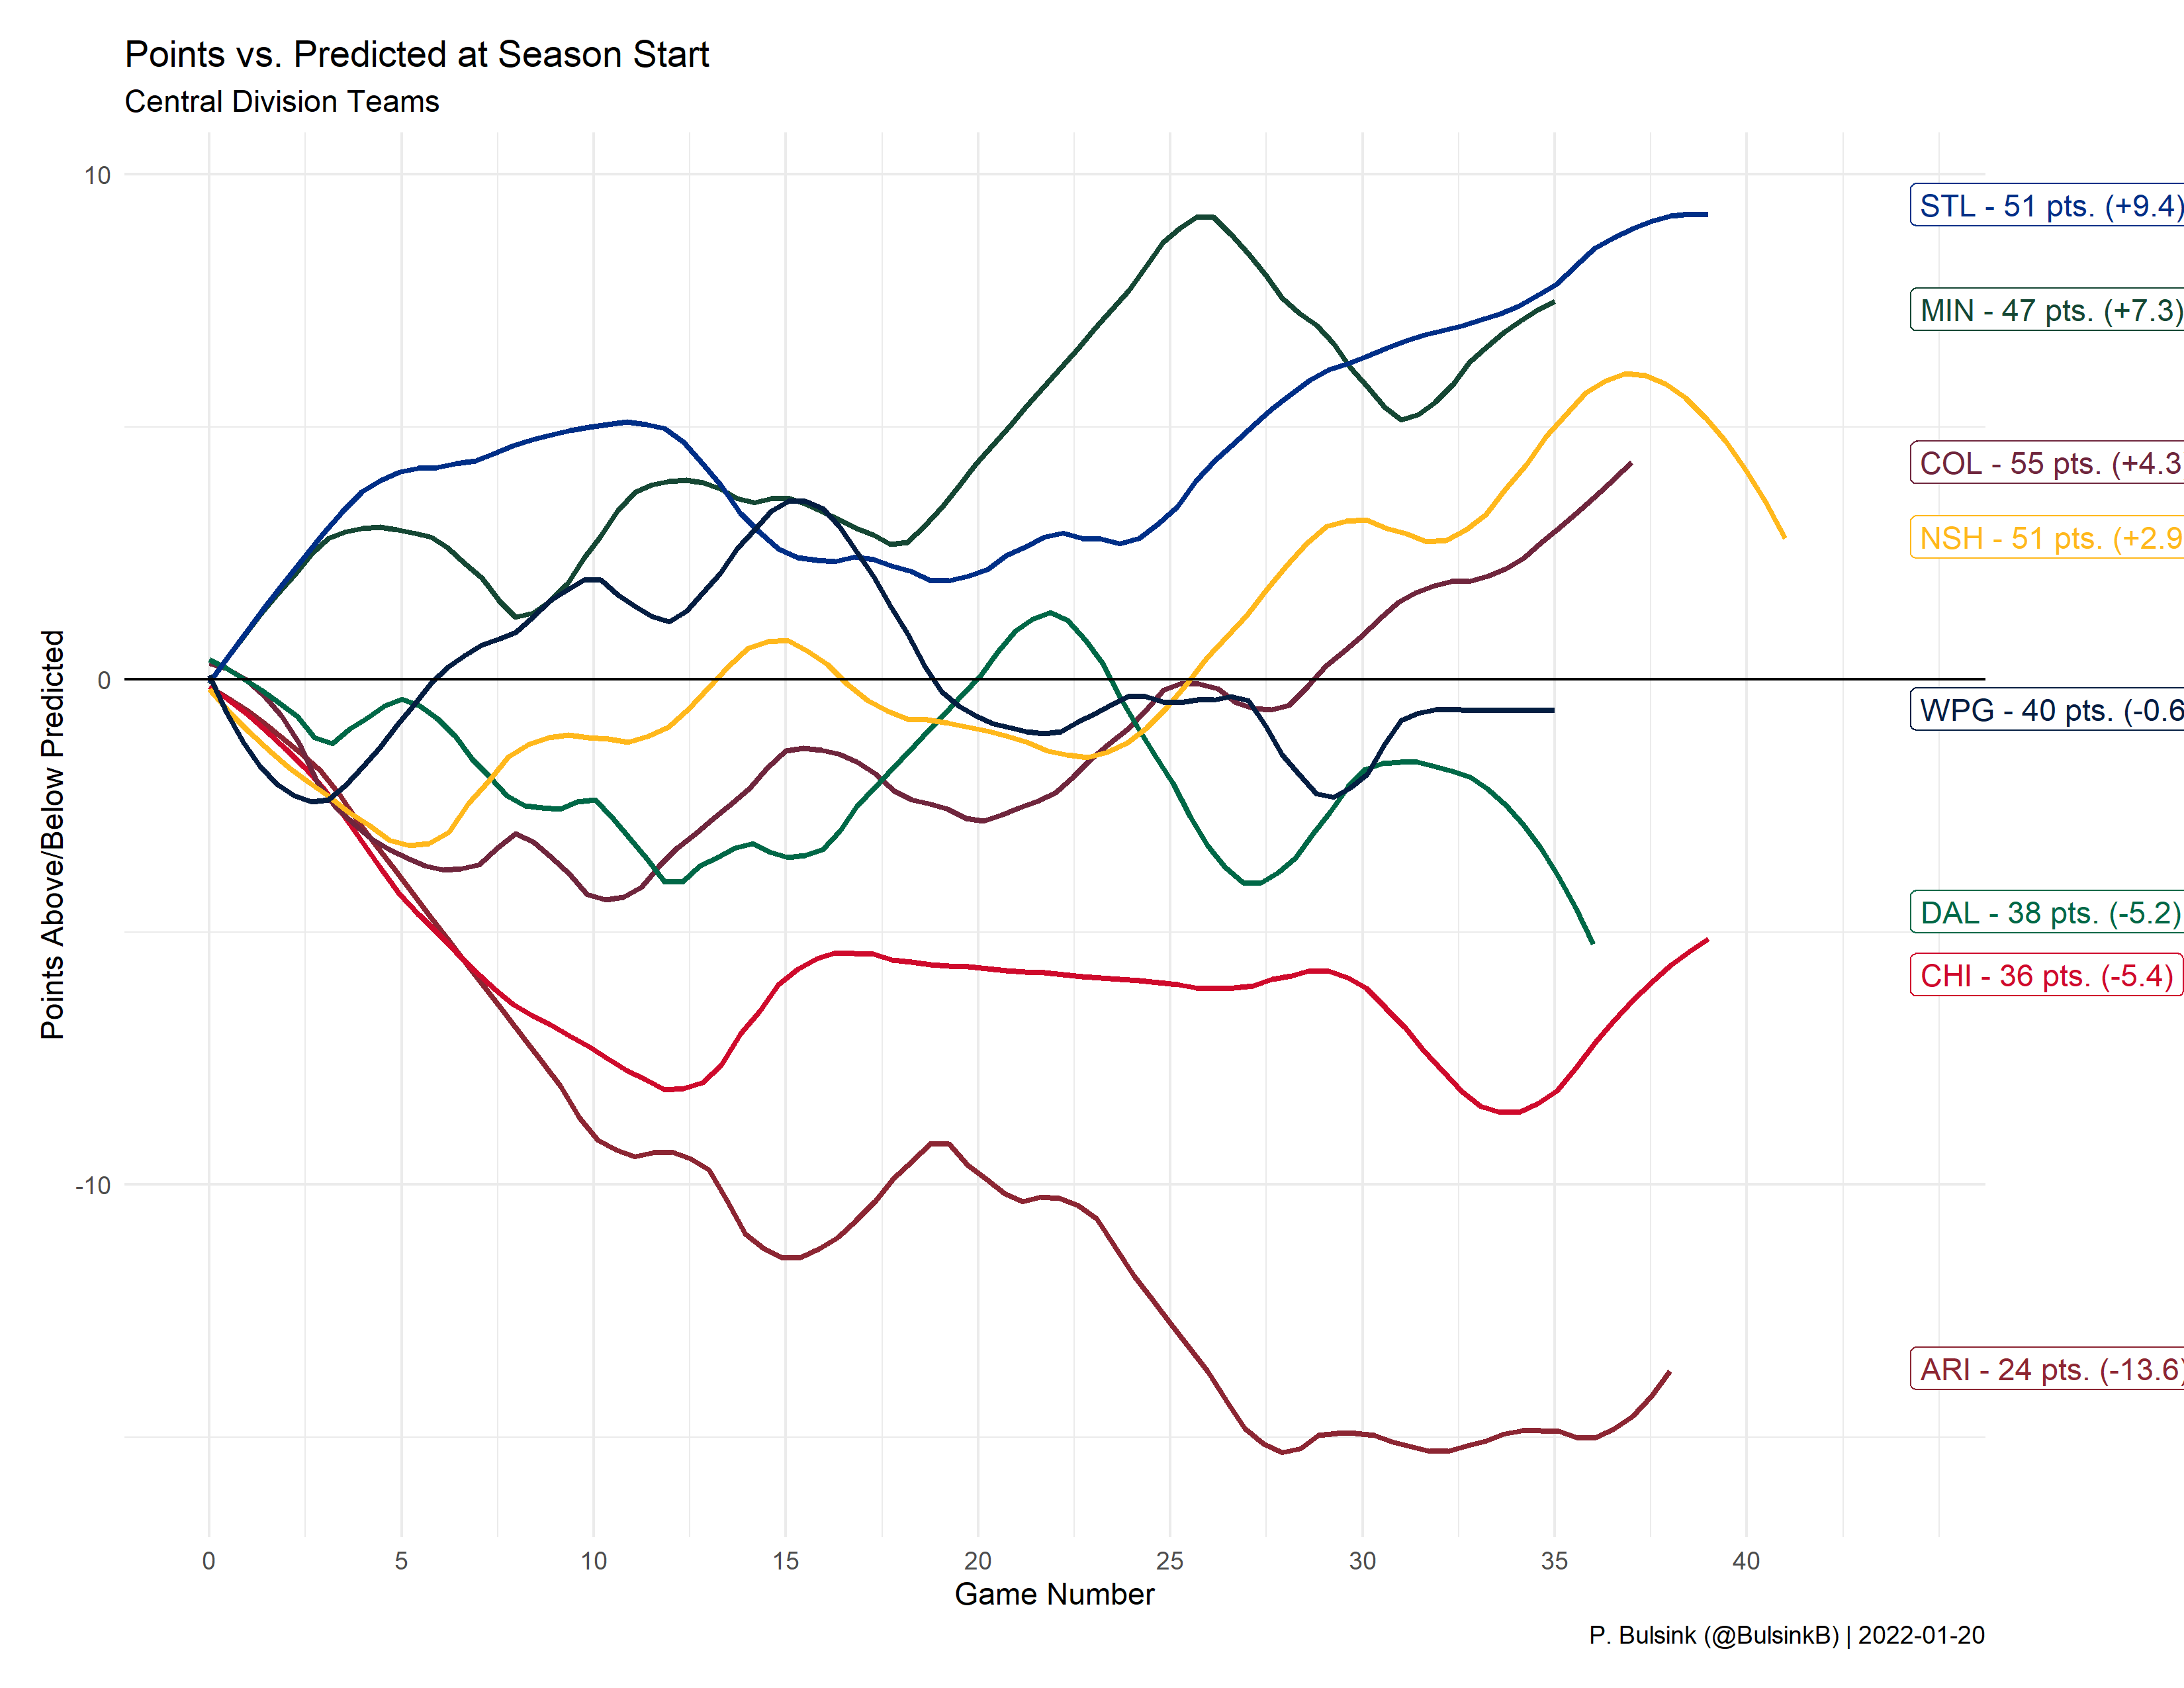 Points vs. Predicted at Season Start
Central Division Teams
Points Above/Below Predicted
10
0
-10
STL - 51 pts. (+9.4)
MIN - 47 pts. (+7.3)
COL - 55 pts. (+4.3
NSH - 51 pts. (+2.9
WPG - 40 pts. (-0.6
DAL - 38 pts. (-5.2)
CHI - 36 pts. (-5.4)
ARI - 24 pts. (-13.6)
0 5 10 15 20 25 30 35 40
Game Number
P. Bulsink (@BulsinkB) | 2022-01-20